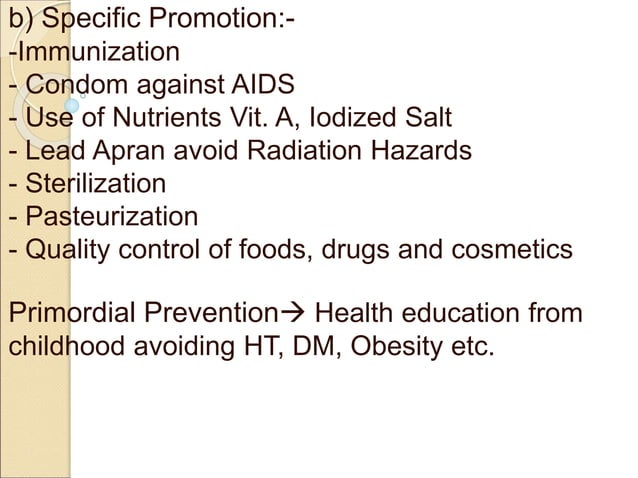 b) Specific Promotion:-
-Immunization
- Condom against AIDS
- Use of Nutrients Vit. A, Iodized Salt
- Lead Apran avoid Radiation Hazards
- Sterilization
- Pasteurization
- Quality control of foods, drugs and cosmetics
Primordial Prevention→ Health education from
childhood avoiding HT, DM, Obesity etc.